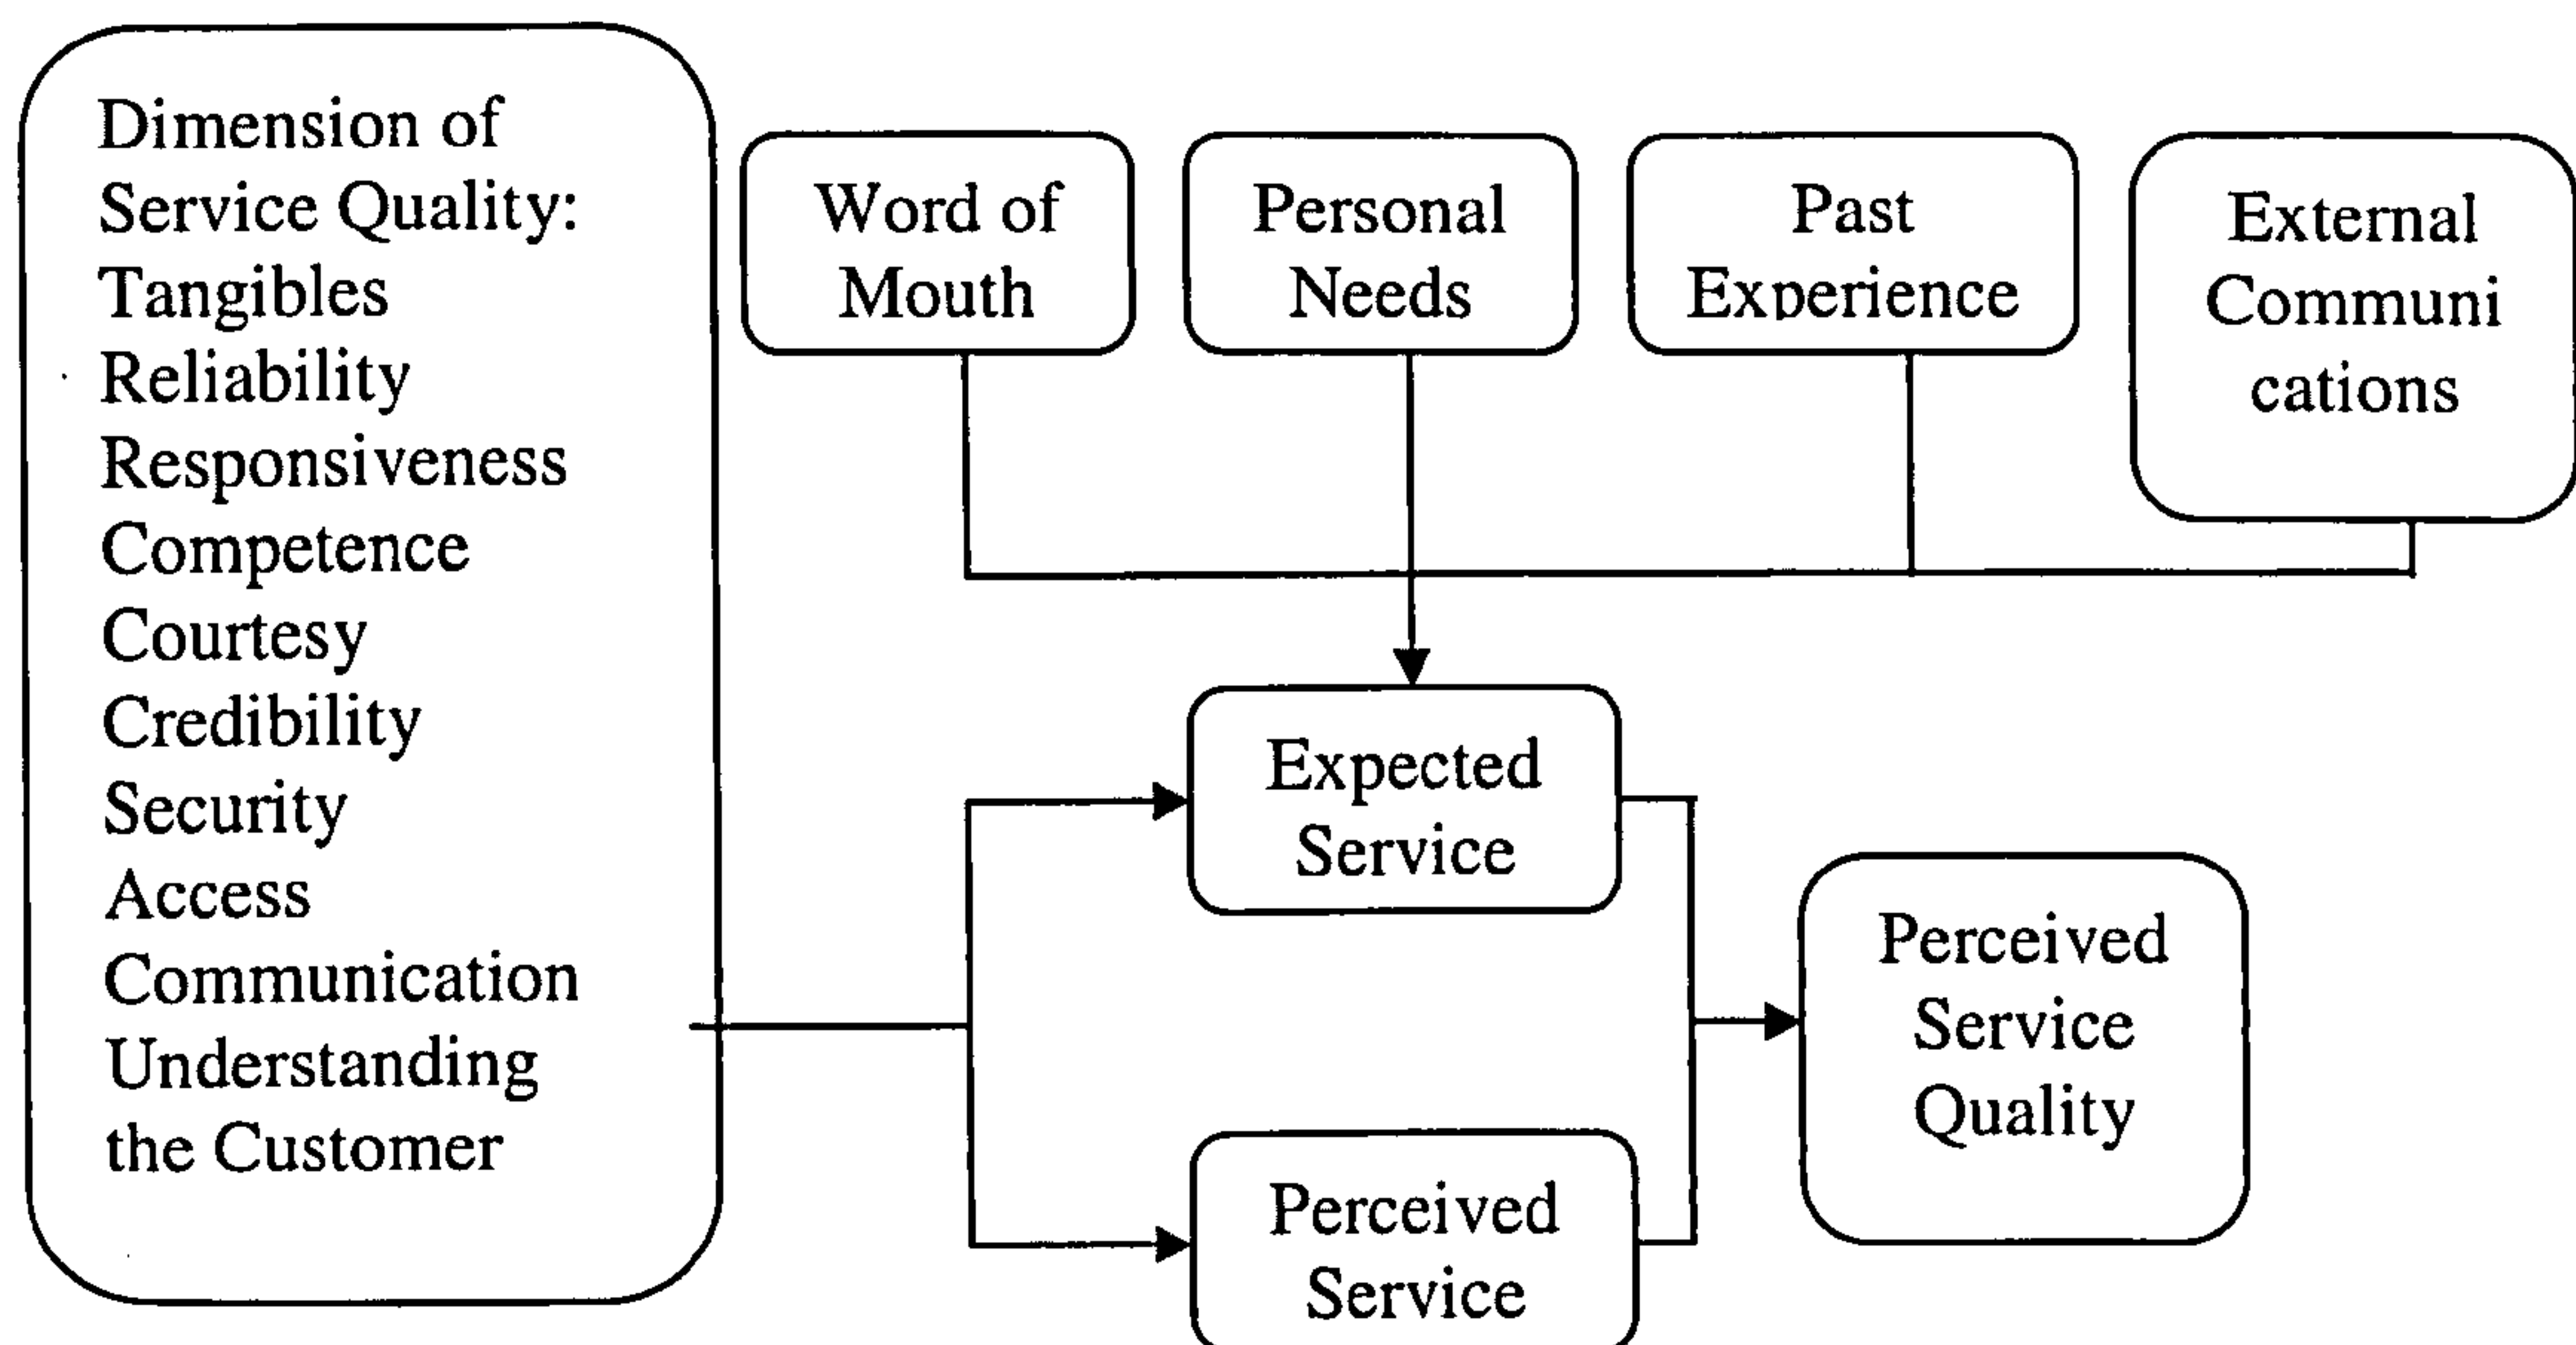 Dimension of
Service Quality:
Tangibles
Reliability
Responsiveness
Competence
Courtesy
Credibility
Security
Access
Communication
Understanding
the Customer
Word of
Mouth
Personal
Needs
Past
Experience
External
Communi
cations
Expected
Service
Perceived
Service
Perceived
Service
Quality